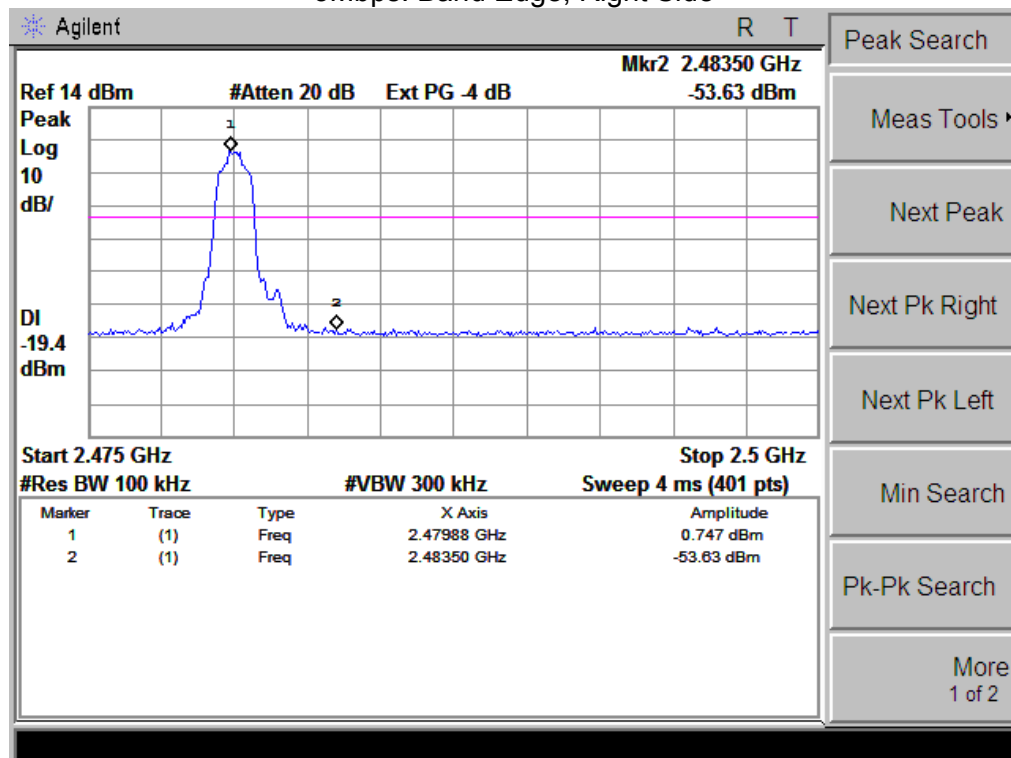 Band Edge, Right Side
Agilent R T
Peak Search
Mkr2 2.48350 GHz
Ref 14 dBm #Atten 20 dB Ext PG -4 dB -53.63 dBm
Peak
Log
10
dB/
1
2
DI
-19.4
dBm
Start 2.475 GHz Stop 2.5 GHz
#Res BW 100 kHz #VBW 300 kHz Sweep 4 ms (401 pts)
Marker Trace Type X Axis Amplitude
1 (1) Freq 2.47988 GHz 0.747 dBm
2 (1) Freq 2.48350 GHz -53.63 dBm
Meas Tools
Next Peak
Next Pk Right
Next Pk Left
Min Search
Pk-Pk Search
More
1 of 2